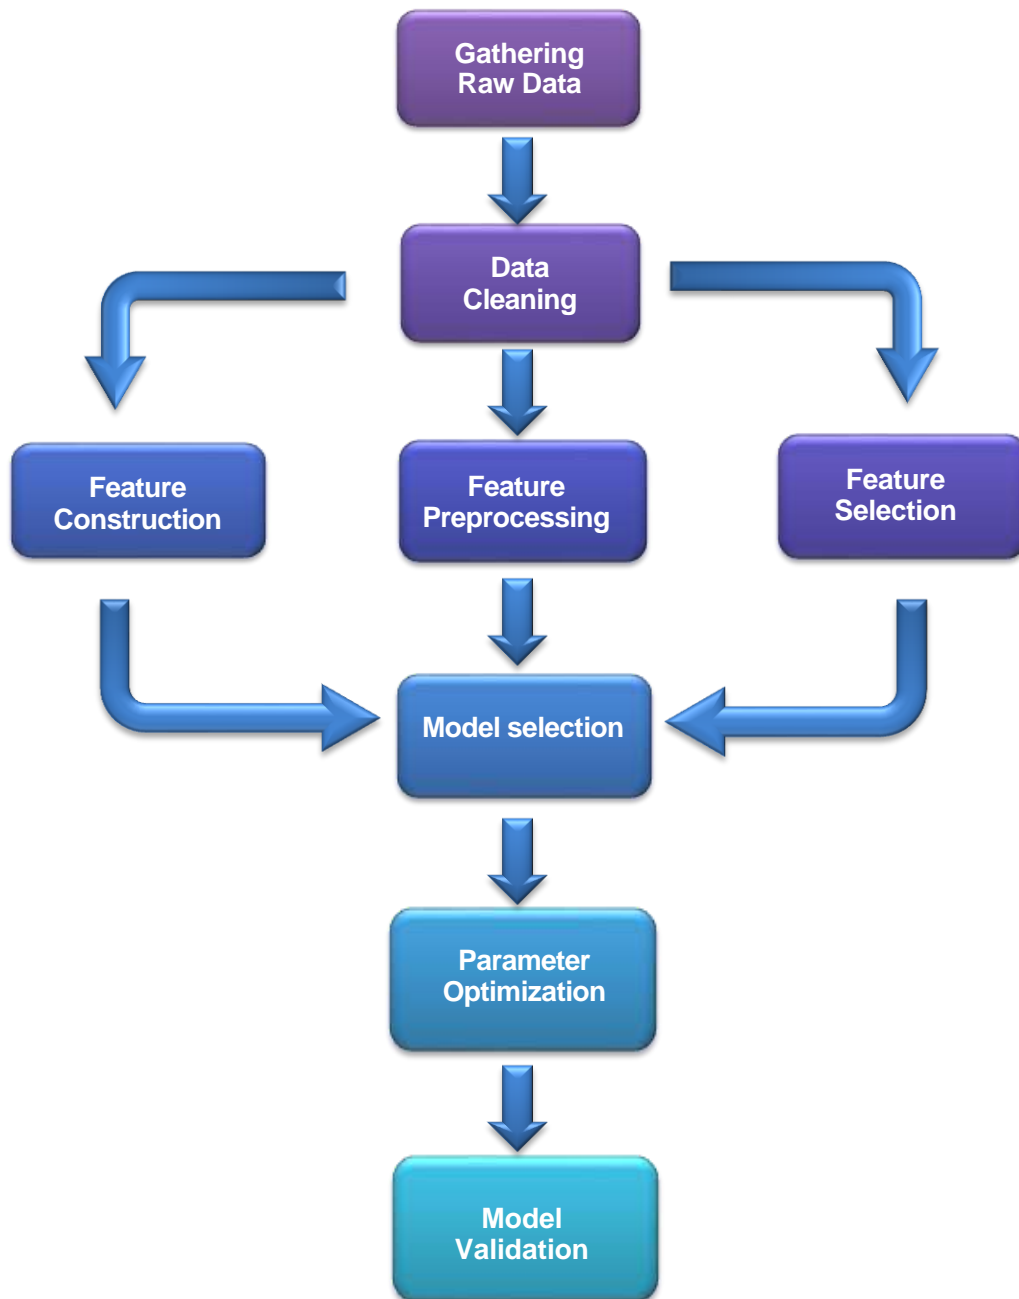 Gathering
Raw Data
Data
Cleaning
Feature
Construction
Feature
Preprocessing
Feature
Selection
Model selection
Parameter
Optimization
Model
Validation